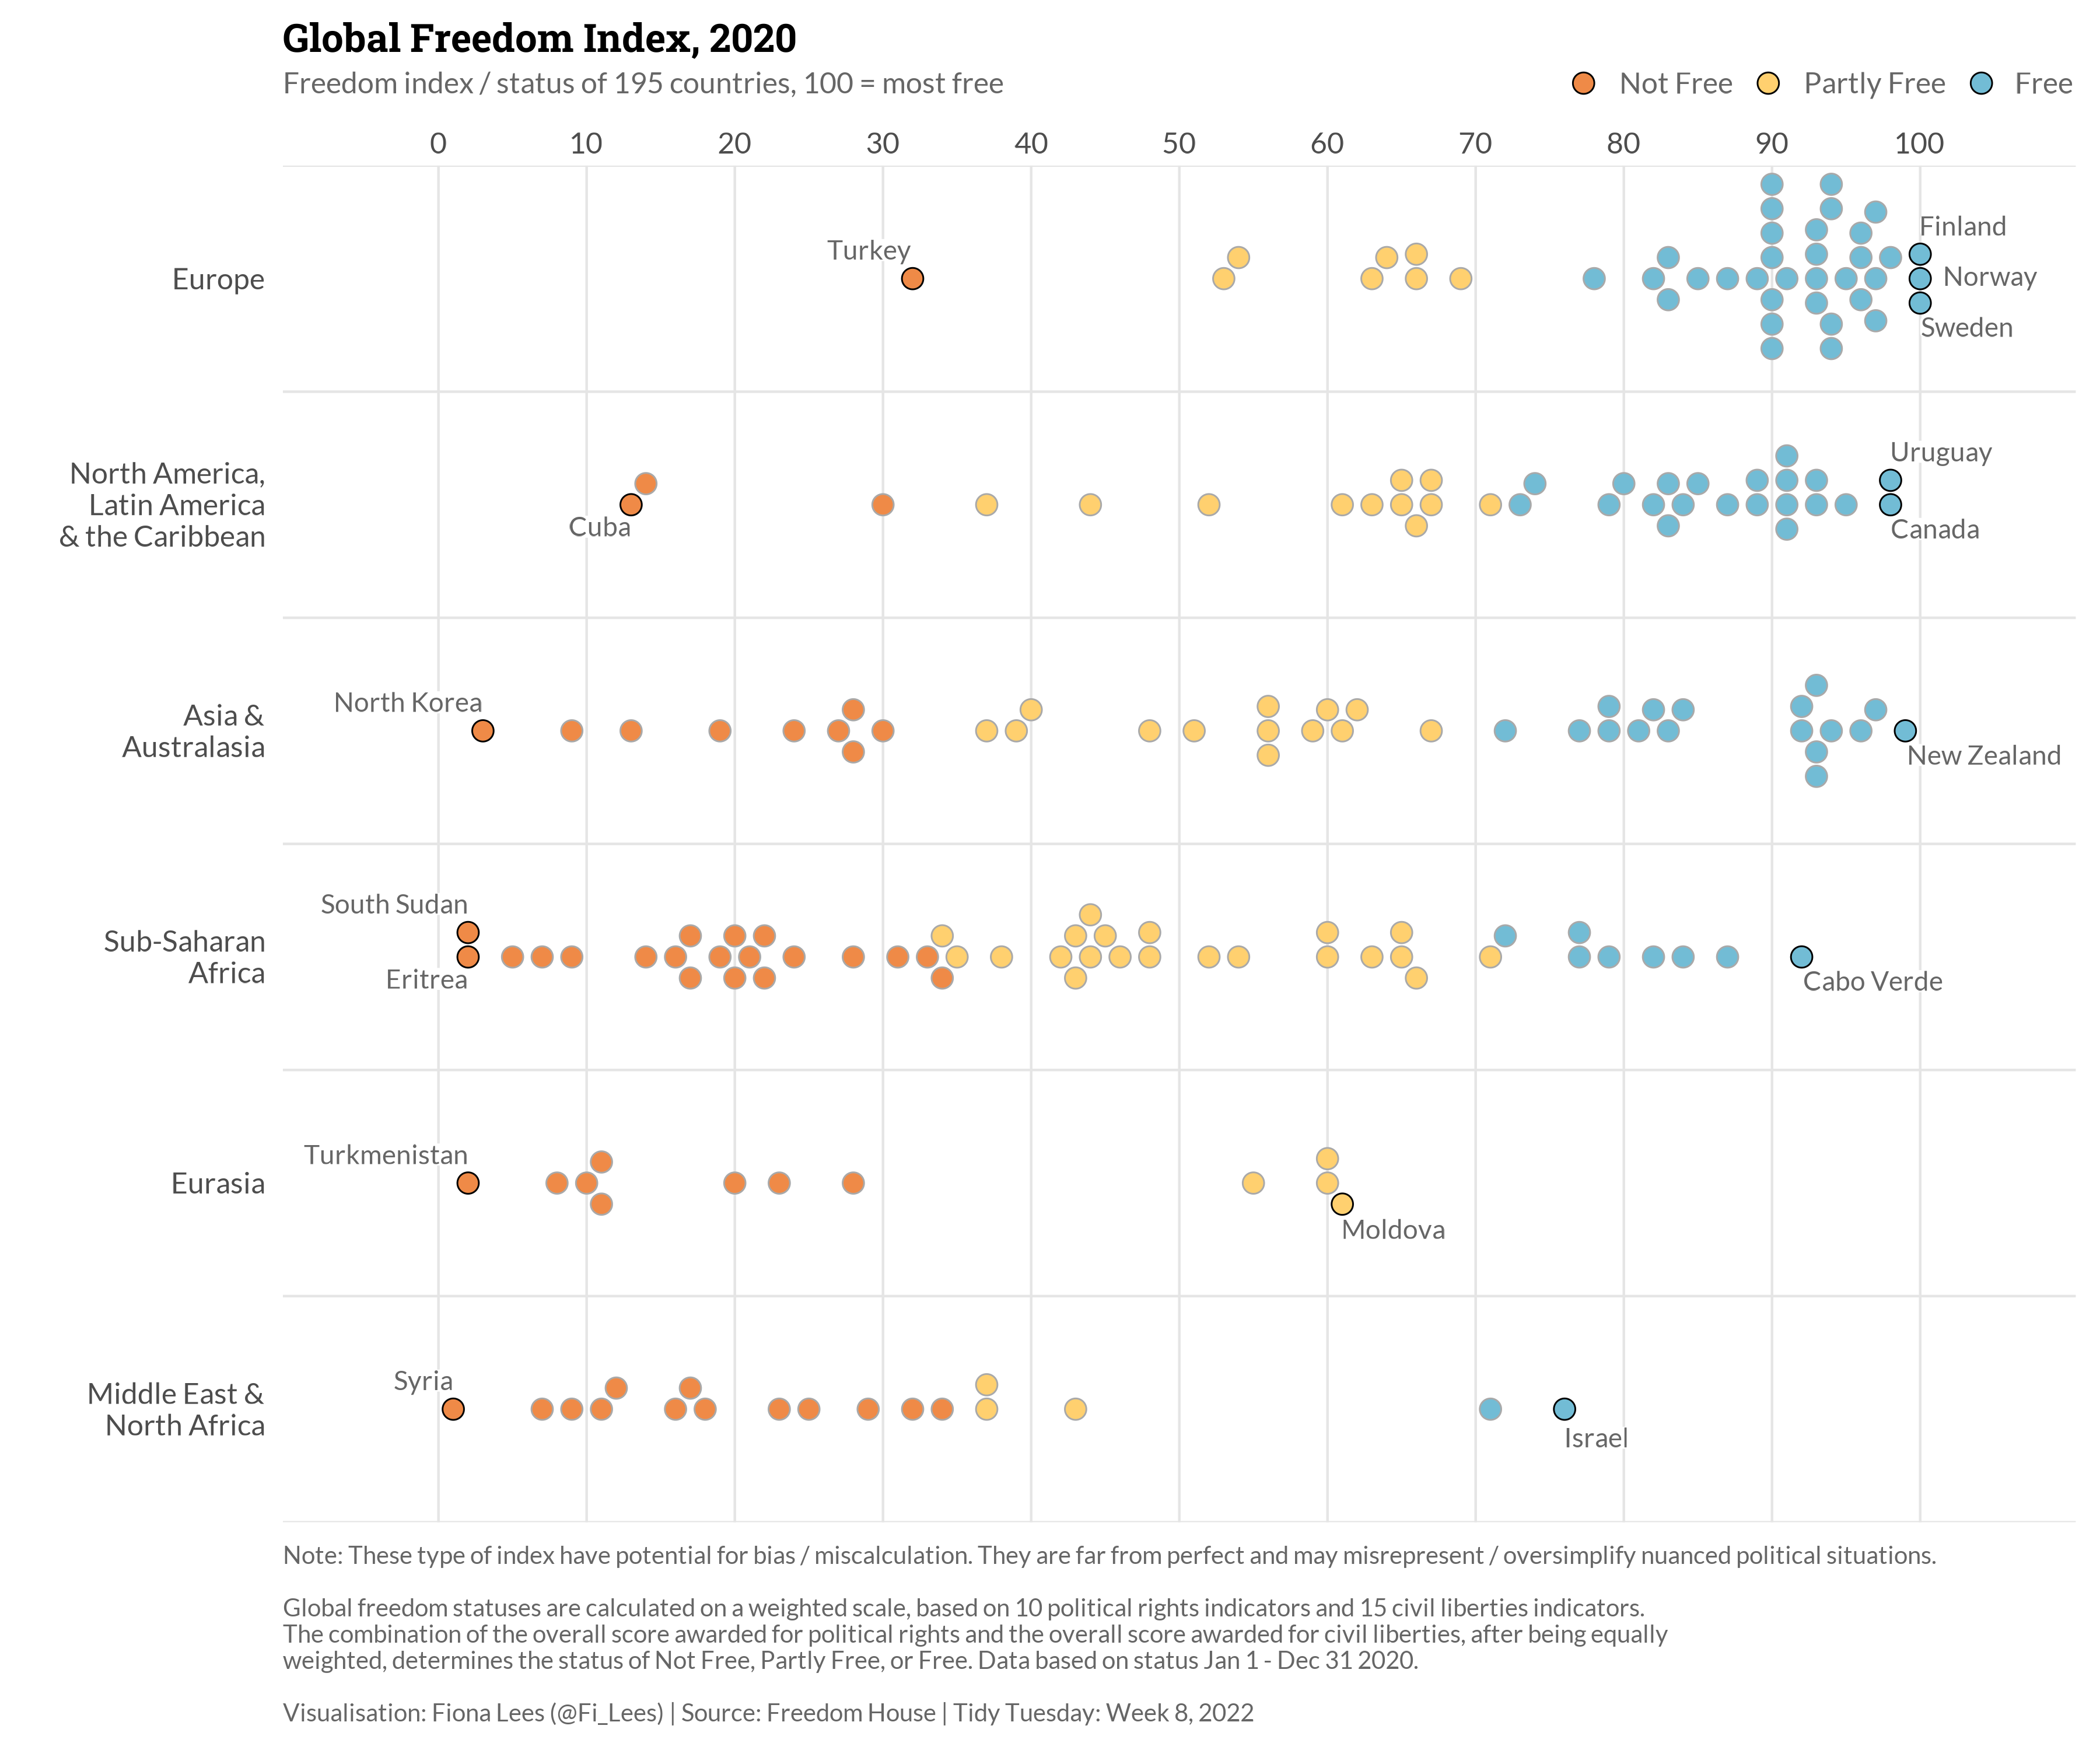 Global Freedom Index, 2020
Freedom index / status of 195 countries, 100 = most free
Not Free
Partly Free
Free
0 10 20 30 40 50 60 70 80 90 100
Europe
Turkey
Finland
Norway
Sweden
North America,
Latin America
& the Caribbean
Cuba
Uruguay
Canada
Asia &
Australasia
North Korea
New Zealand
Sub-Saharan
Africa
South Sudan
Eritrea
Cabo Verde
Eurasia
Turkmenistan
Moldova
Middle East &
North Africa
Syria
Israel
Note: These type of index have potential for bias / miscalculation. They are far from perfect and may misrepresent / oversimplify nuanced political situations.
Global freedom statuses are calculated on a weighted scale, based on 10 political rights indicators and 15 civil liberties indicators.
The combination of the overall score awarded for political rights and the overall score awarded for civil liberties, after being equally
weighted, determines the status of Not Free, Partly Free, or Free. Data based on status Jan 1 - Dec 31 2020.
Visualisation: Fiona Lees (@Fi_Lees) | Source: Freedom House | Tidy Tuesday: Week 8, 2022